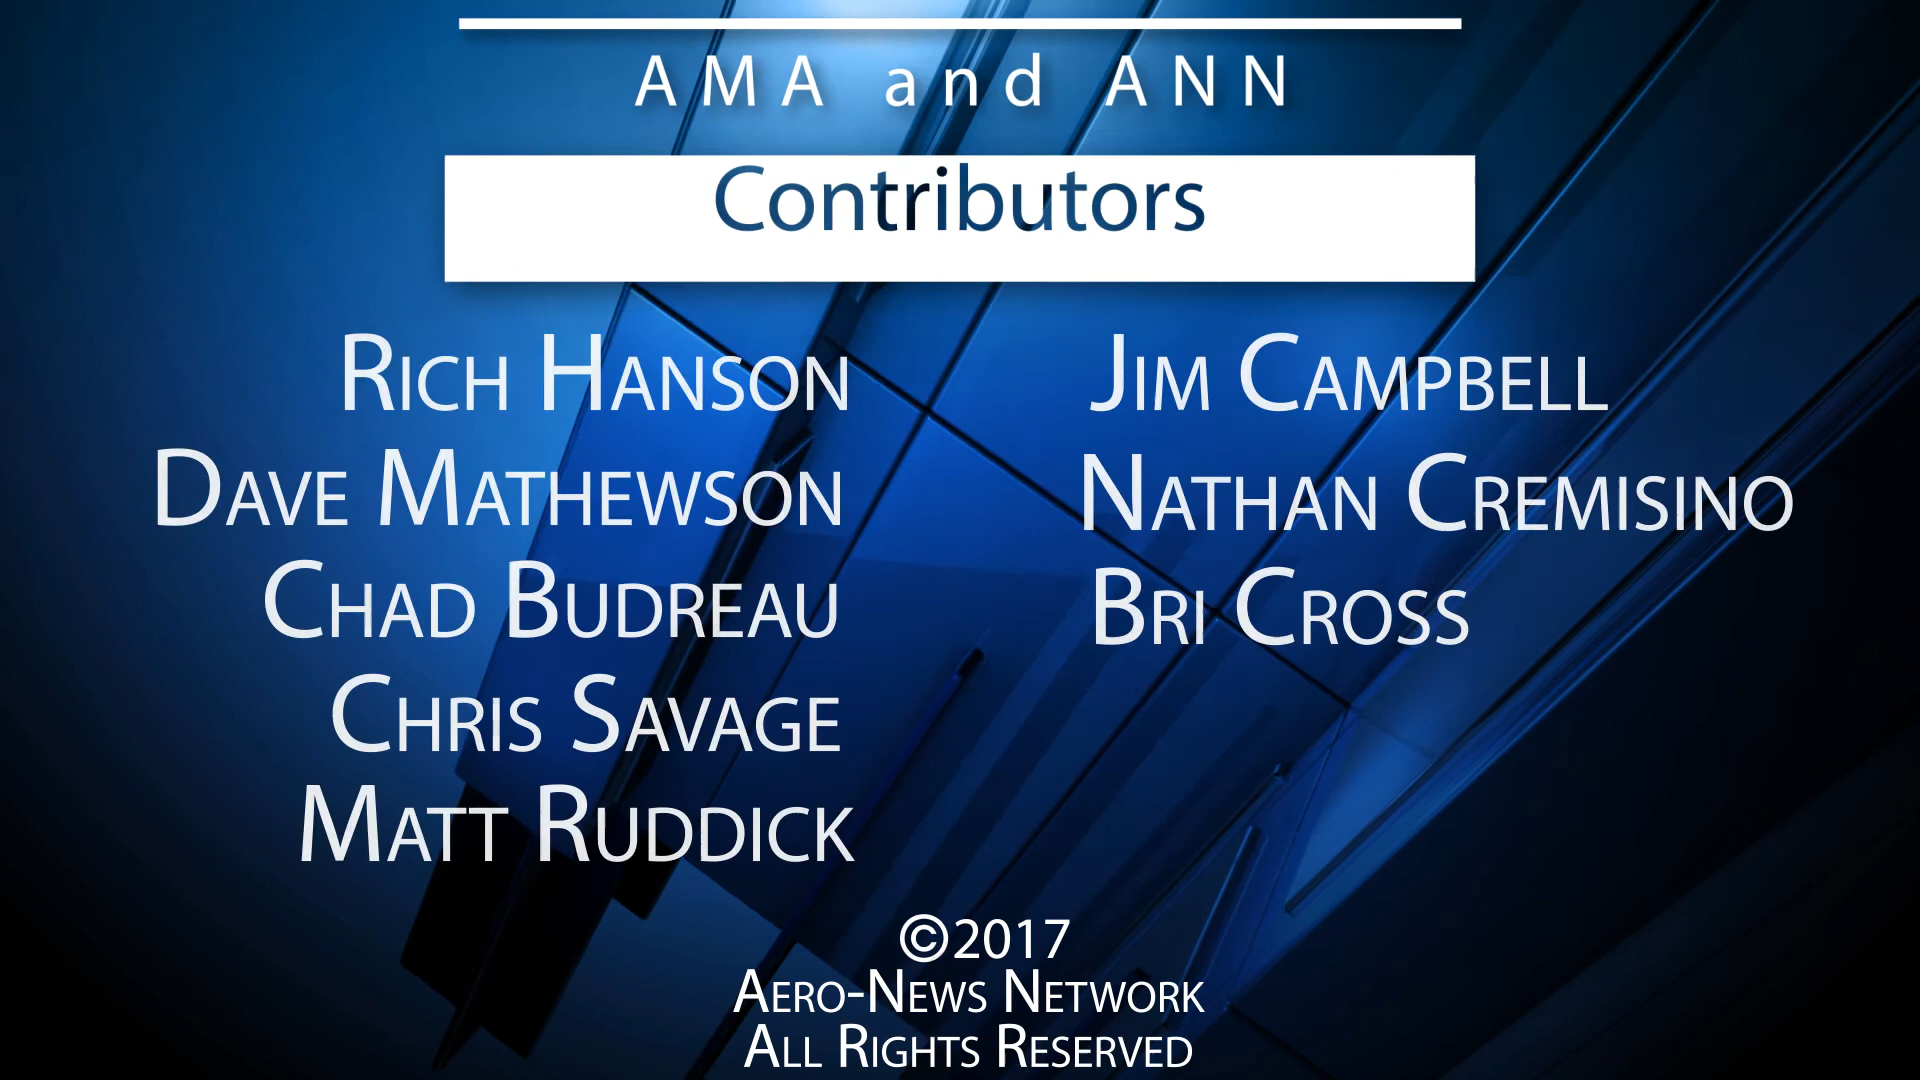 AMA and ANN
Contributors
Rich Hanson
Dave Mathewson
Chad Budreau
Chris Savage
Matt Ruddick
Jim Campbell
Nathan Cremisino
Bri Cross
©2017
Aero-News Network
All Rights Reserved